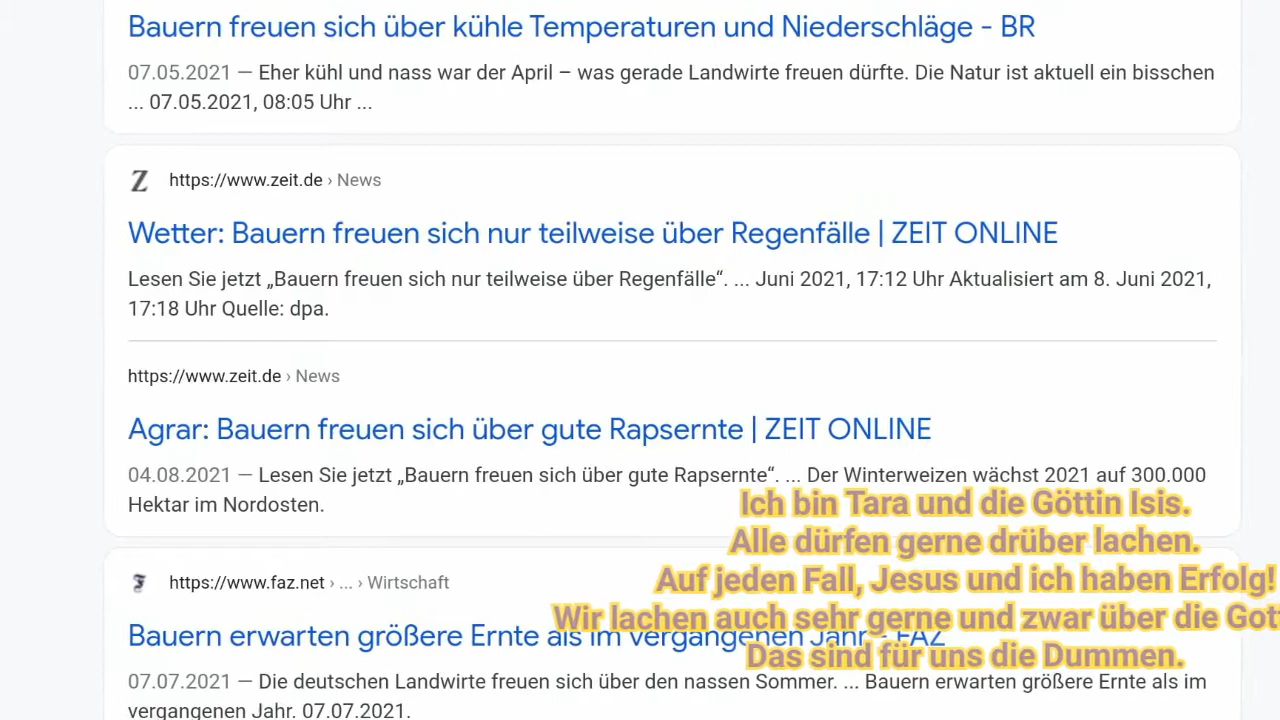 Bauern freuen sich über kühle Temperaturen und Niederschläge - BR
07.05.2021 — Eher kühl und nass war der April – was gerade Landwirte freuen dürfte. Die Natur ist aktuell ein bisschen
... 07.05.2021, 08:05 Uhr ...
Z https://www.zeit.de › News
Wetter: Bauern freuen sich nur teilweise über Regenfälle | ZEIT ONLINE
Lesen Sie jetzt „Bauern freuen sich nur teilweise über Regenfälle“. ... Juni 2021, 17:12 Uhr Aktualisiert am 8. Juni 2021,
17:18 Uhr Quelle: dpa.
https://www.zeit.de › News
Agrar: Bauern freuen sich über gute Rapsernte | ZEIT ONLINE
04.08.2021 — Lesen Sie jetzt „Bauern freuen sich über gute Rapsernte“. ... Der Winterweizen wächst 2021 auf 300.000
Hektar im Nordosten.
Ich bin Tara und die Göttin Isis.
Alle dürfen gerne drüber lachen.
Auf jeden Fall, Jesus und ich haben Erfolg!
Wir lachen auch sehr gerne und zwar über die Gott
Das sind für uns die Dummen.
https://www.faz.net › ... › Wirtschaft
Bauern erwarten größere Ernte als im vergangenen Jahr - FAZ
07.07.2021 — Die deutschen Landwirte freuen sich über den nassen Sommer. ... Bauern erwarten größere Ernte als im
vergangenen Jahr. 07.07.2021.